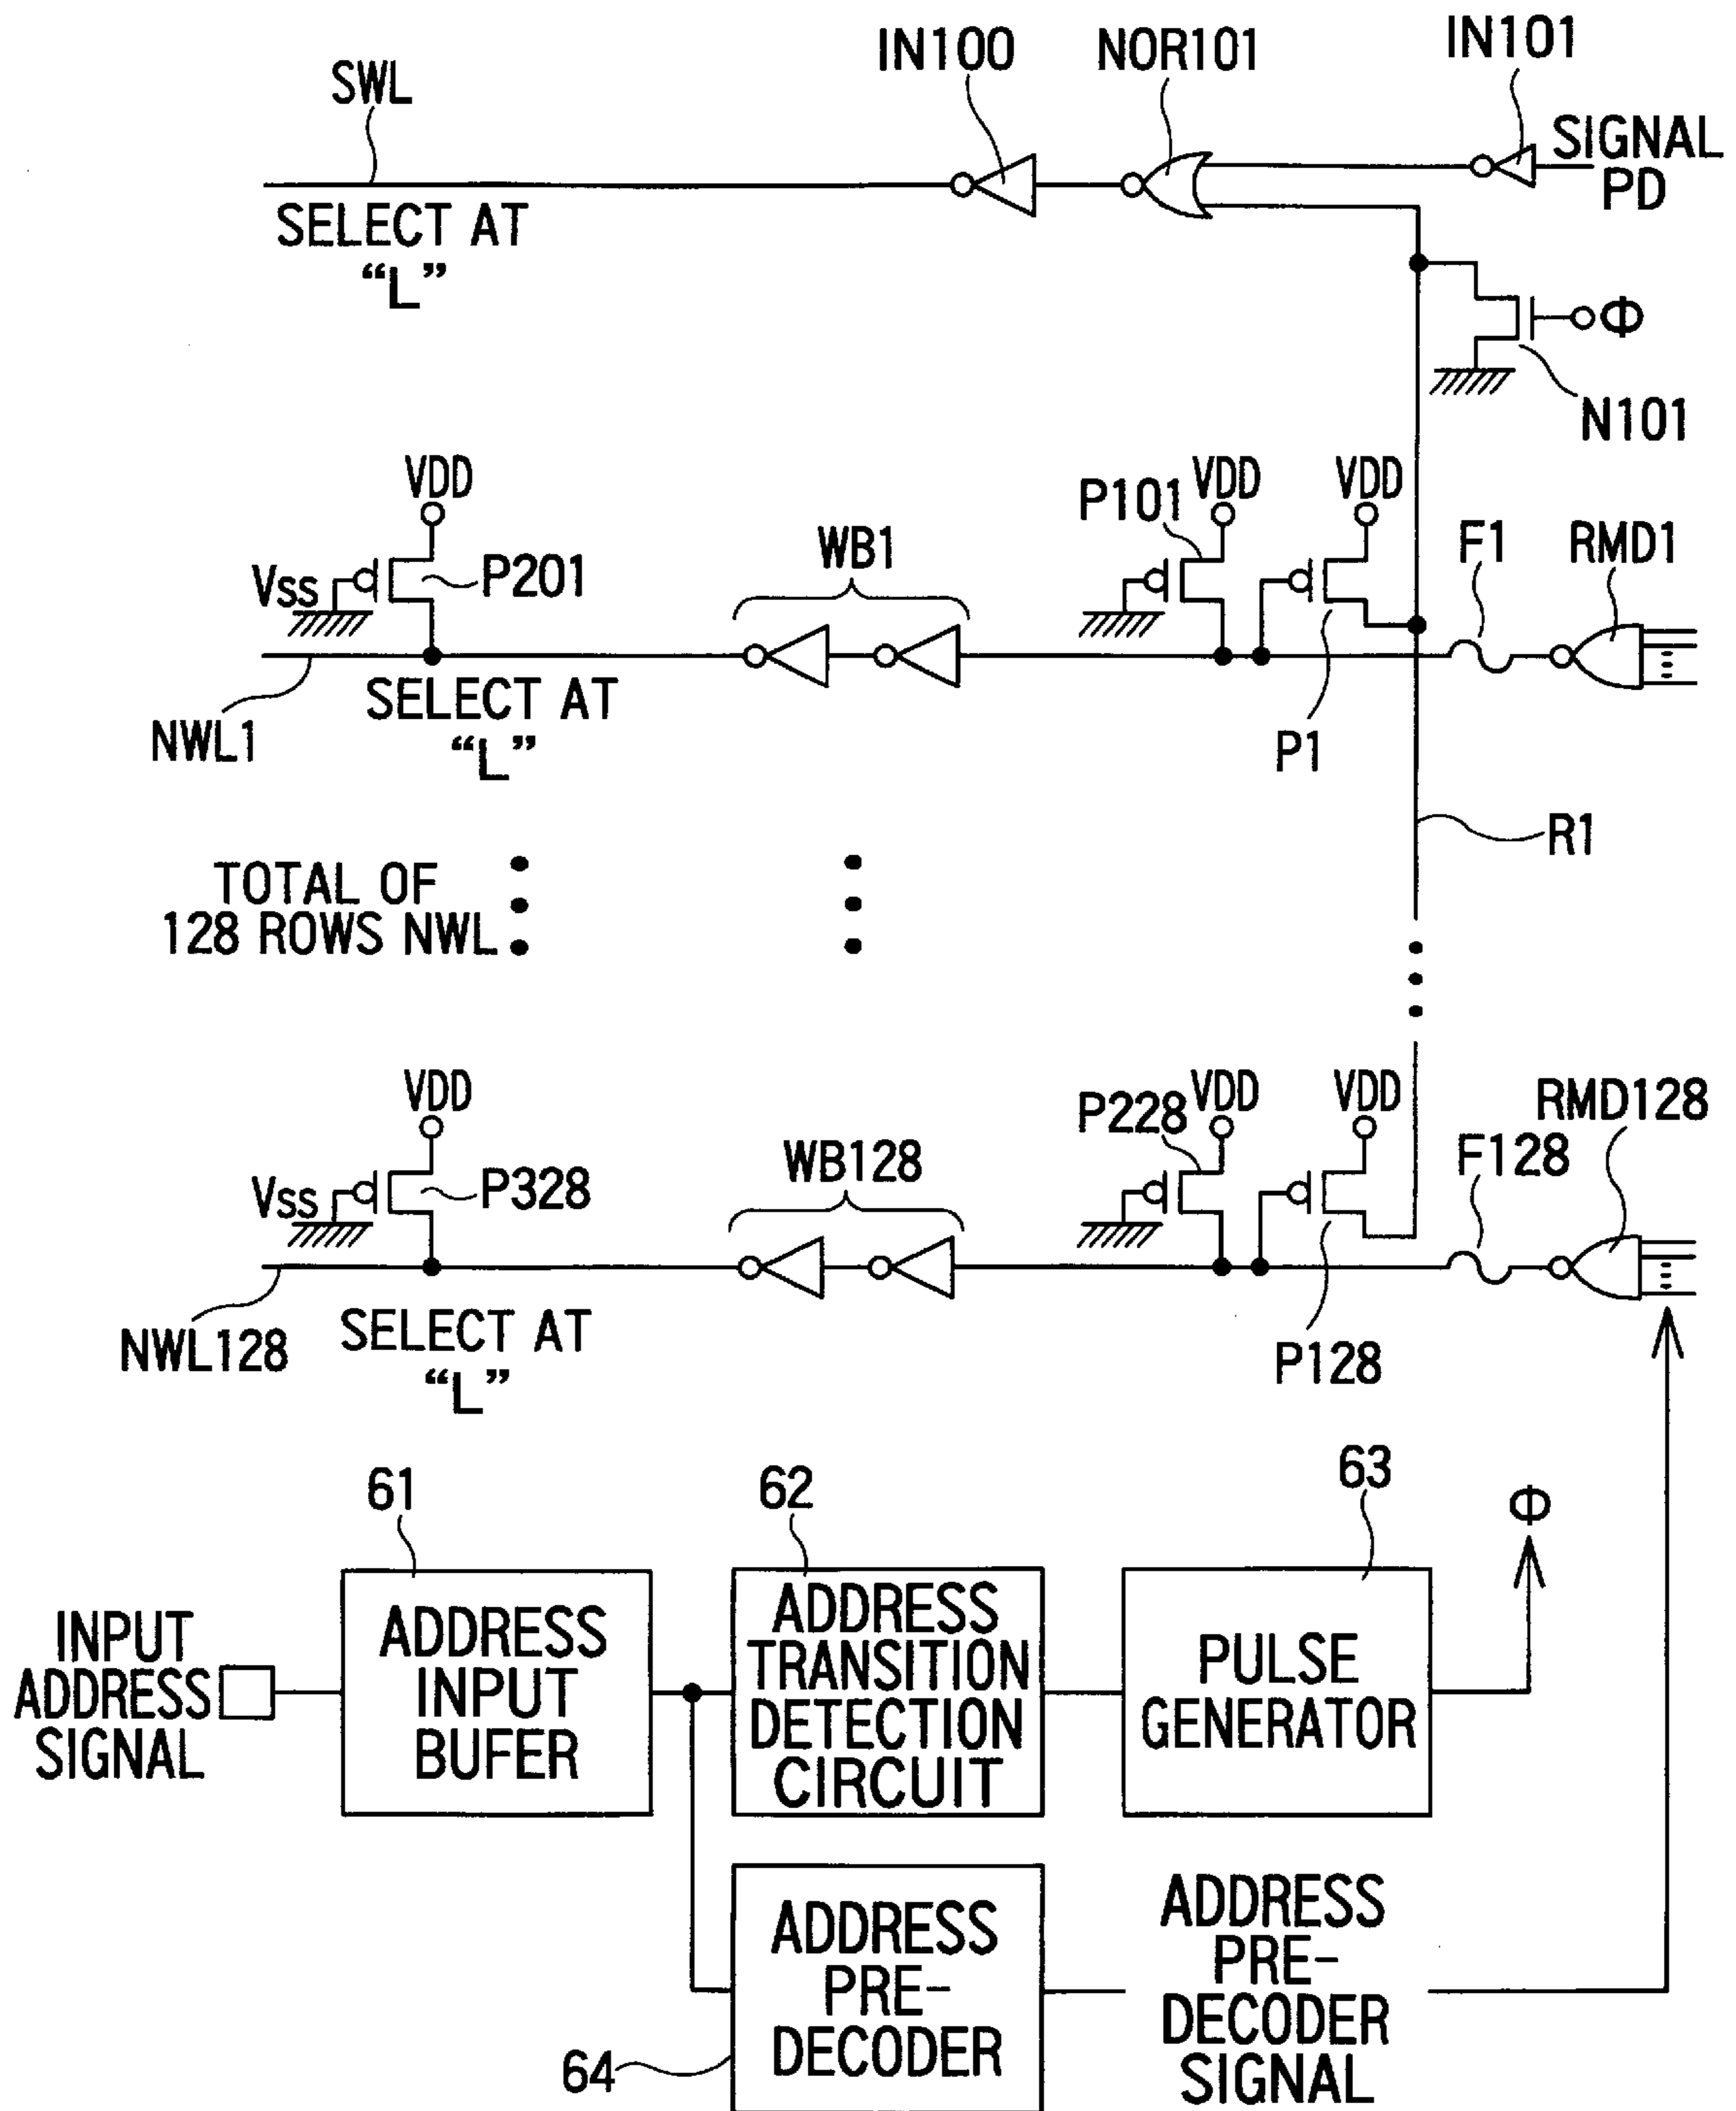 IN100
NOR101
IN101
SWL
SIGNAL
PD
SELECT AT
“L”
Φ
N101
VDD
P101
VDD
VDD
F1
RMD1
WB1
VSS
P201
SELECT AT
“L”
NWL1
P1
R1
TOTAL OF
128 ROWS NWL
VDD
P228
VDD
VDD
RMD128
F128
WB128
VSS
P328
SELECT AT
“L”
NWL128
P128
61
62
63
Φ
INPUT
ADDRESS
SIGNAL
ADDRESS
INPUT
BUFER
ADDRESS
TRANSITION
DETECTION
CIRCUIT
PULSE
GENERATOR
ADDRESS
PRE-
DECODER
64
ADDRESS
PRE-
DECODER
SIGNAL